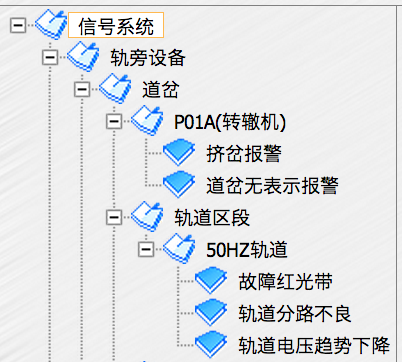 信号系统
轨旁设备
道岔
P01A(转辙机)
挤岔报警
道岔无表示报警
轨道区段
50HZ轨道
故障红光带
轨道分路不良
轨道电压趋势下降